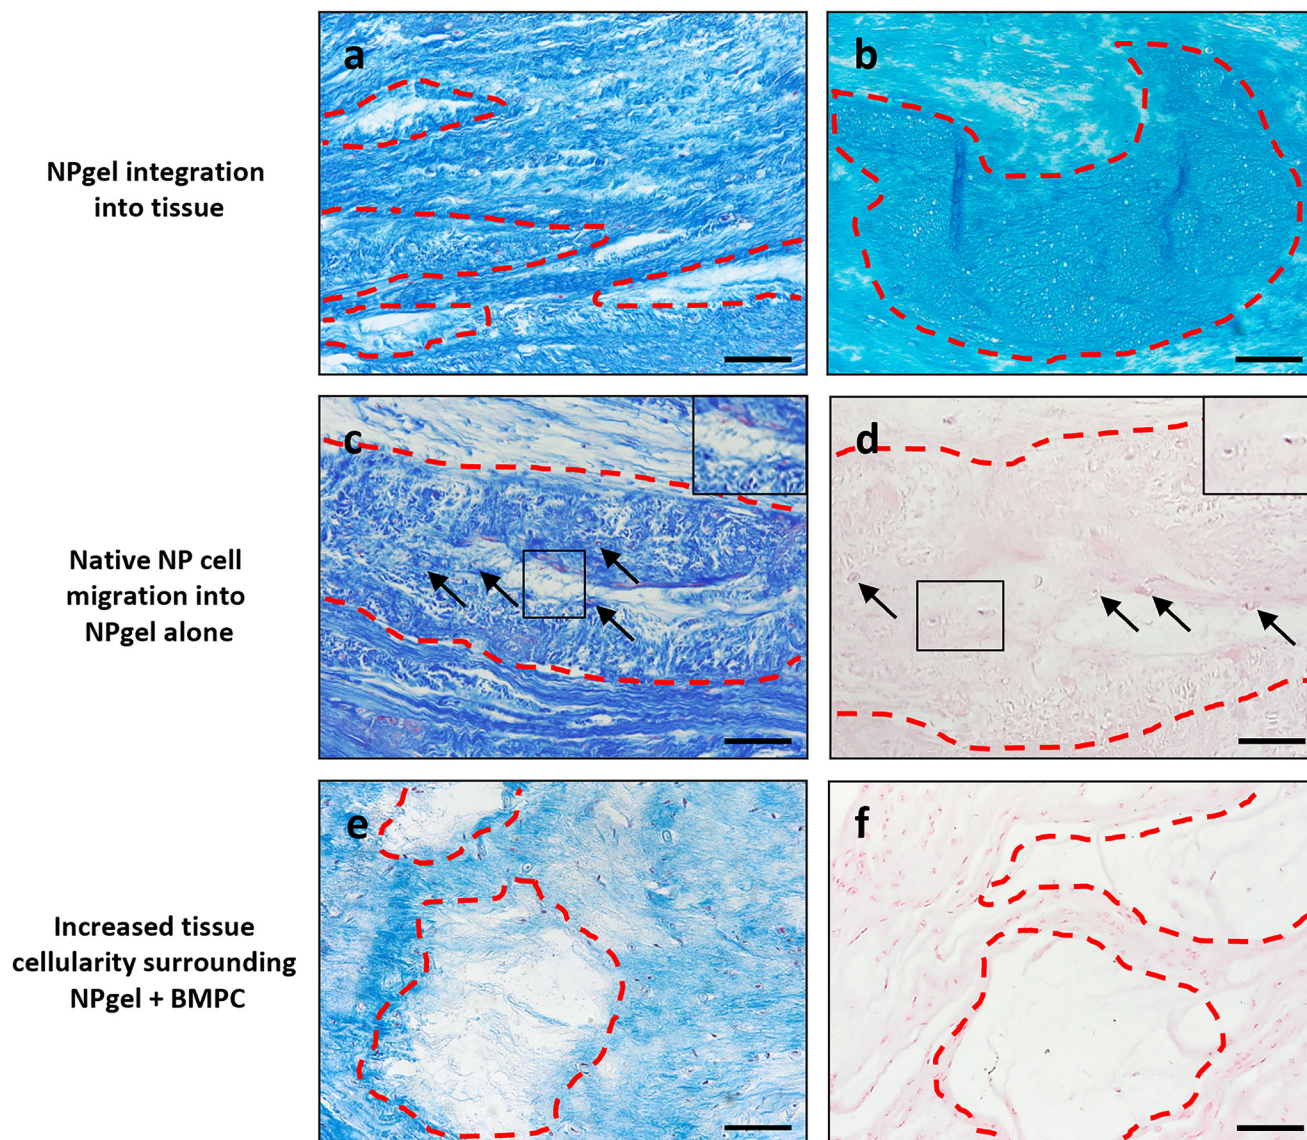 a
b
NPgel integration
into tissue
c
d
Native NP cell
migration into
NPgel alone
e
f
Increased tissue
cellularity surrounding
NPgel + BMPC